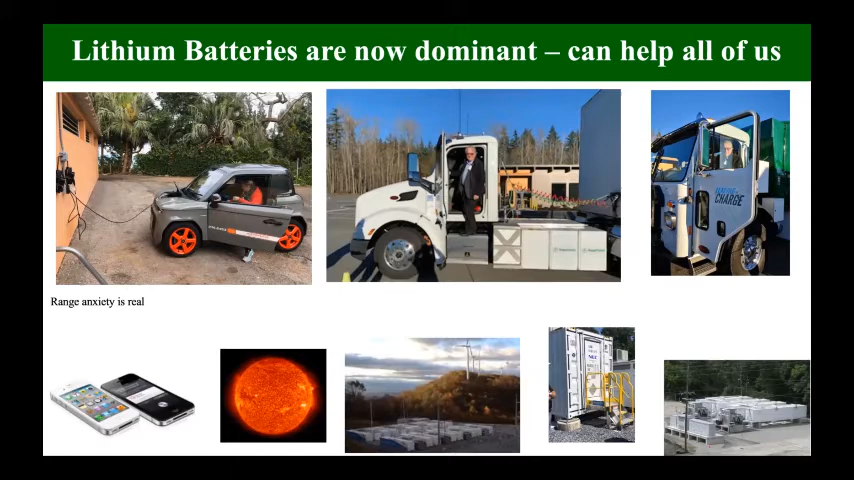 Lithium Batteries are now dominant – can help all of us
CHARGE
Range anxiety is real